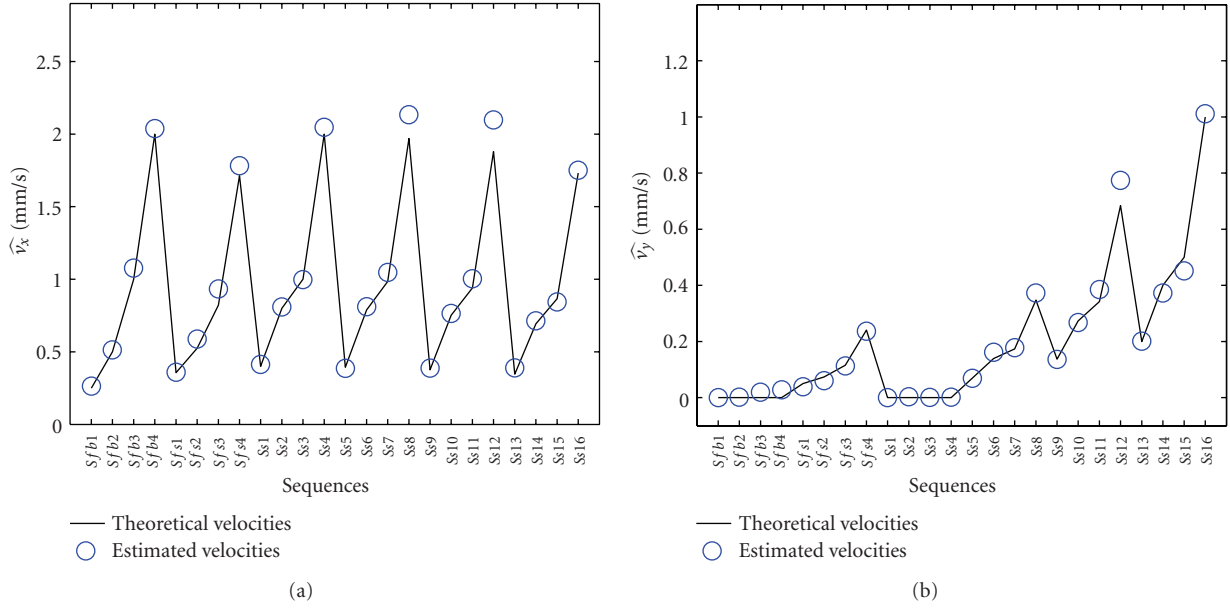 2.5
2
1.5
1
0.5
0
v̂x (mm/s)
Sfb1
Sfb2
Sfb3
Sfb4
Sfs1
Sfs2
Sfs3
Sfs4
Ss1
Ss2
Ss3
Ss4
Ss5
Ss6
Ss7
Ss8
Ss9
Ss10
Ss11
Ss12
Ss13
Ss14
Ss15
Ss16
Sequences
Theoretical velocities
Estimated velocities
(a)
1.2
1
0.8
0.6
0.4
0.2
0
v̂y (mm/s)
Sfb1
Sfb2
Sfb3
Sfb4
Sfs1
Sfs2
Sfs3
Sfs4
Ss1
Ss2
Ss3
Ss4
Ss5
Ss6
Ss7
Ss8
Ss9
Ss10
Ss11
Ss12
Ss13
Ss14
Ss15
Ss16
Sequences
Theoretical velocities
Estimated velocities
(b)